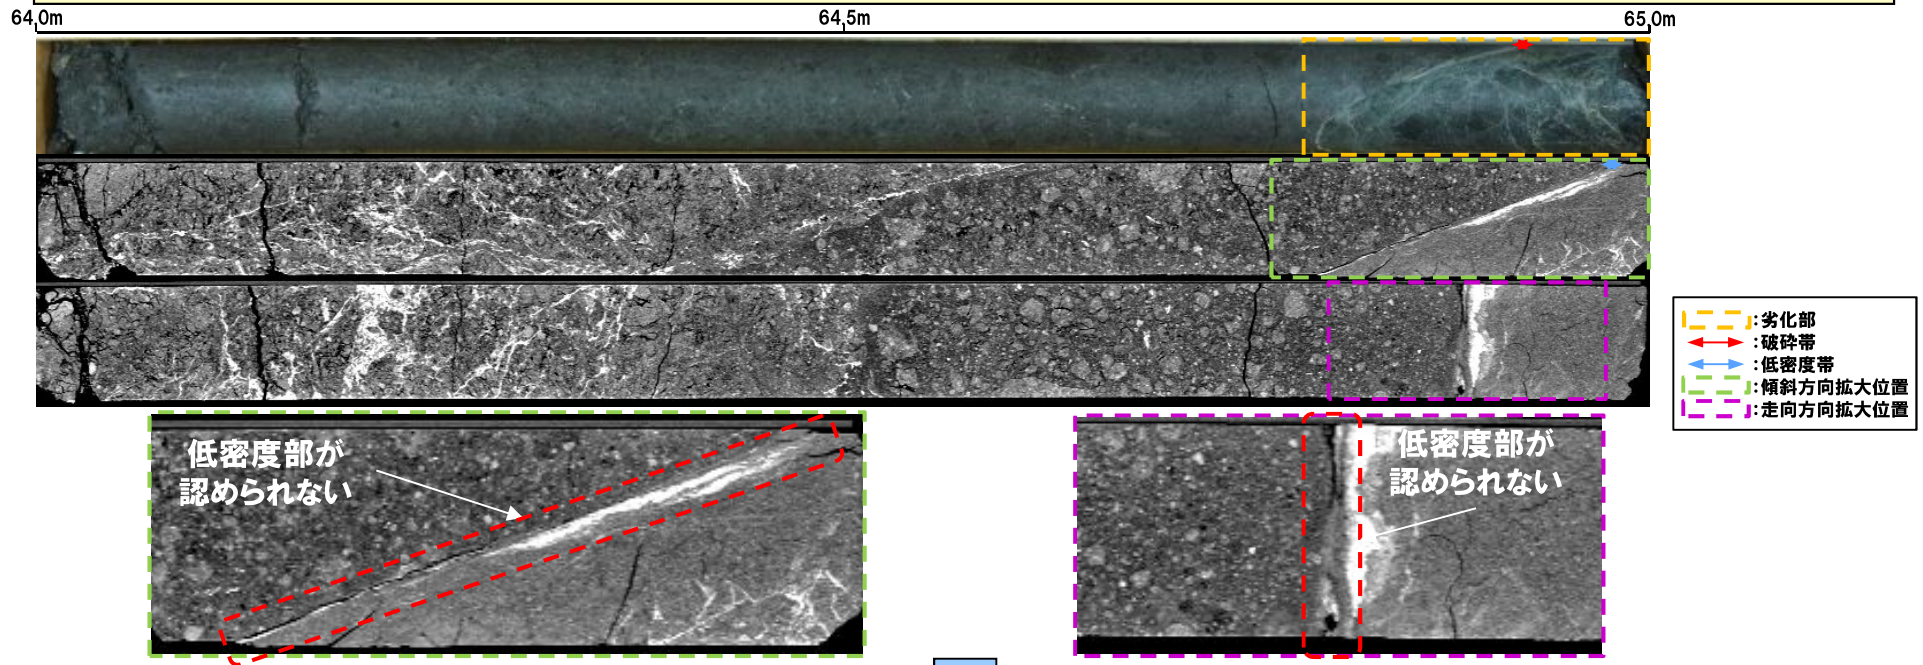 64.0m
64.5m
65.0m
:劣化部
:破砕帯
:低密度帯
:傾斜方向拡大位置
:走向方向拡大位置
低密度部が
認められない
低密度部が
認められない